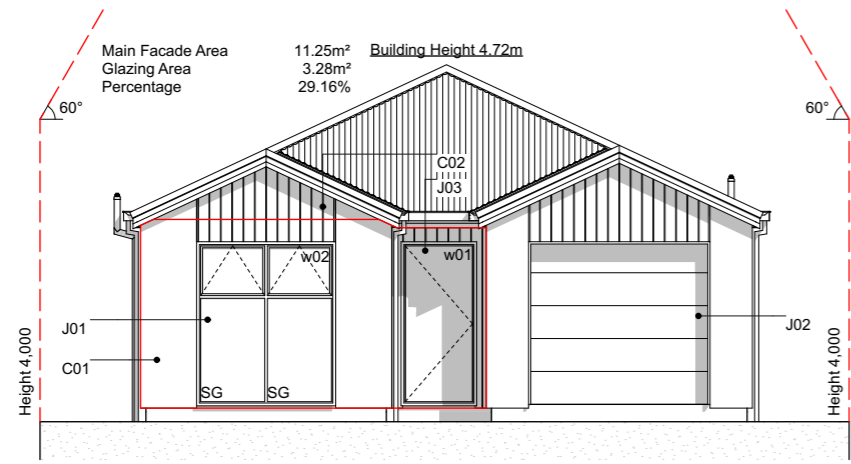 Main Facade Area 11.25m² Building Height 4.72m
Glazing Area 3.28m²
Percentage 29.16%
60° 60°
C02
J03
w02 w01
J01
J02
C01
SG SG
Height 4,000 Height 4,000